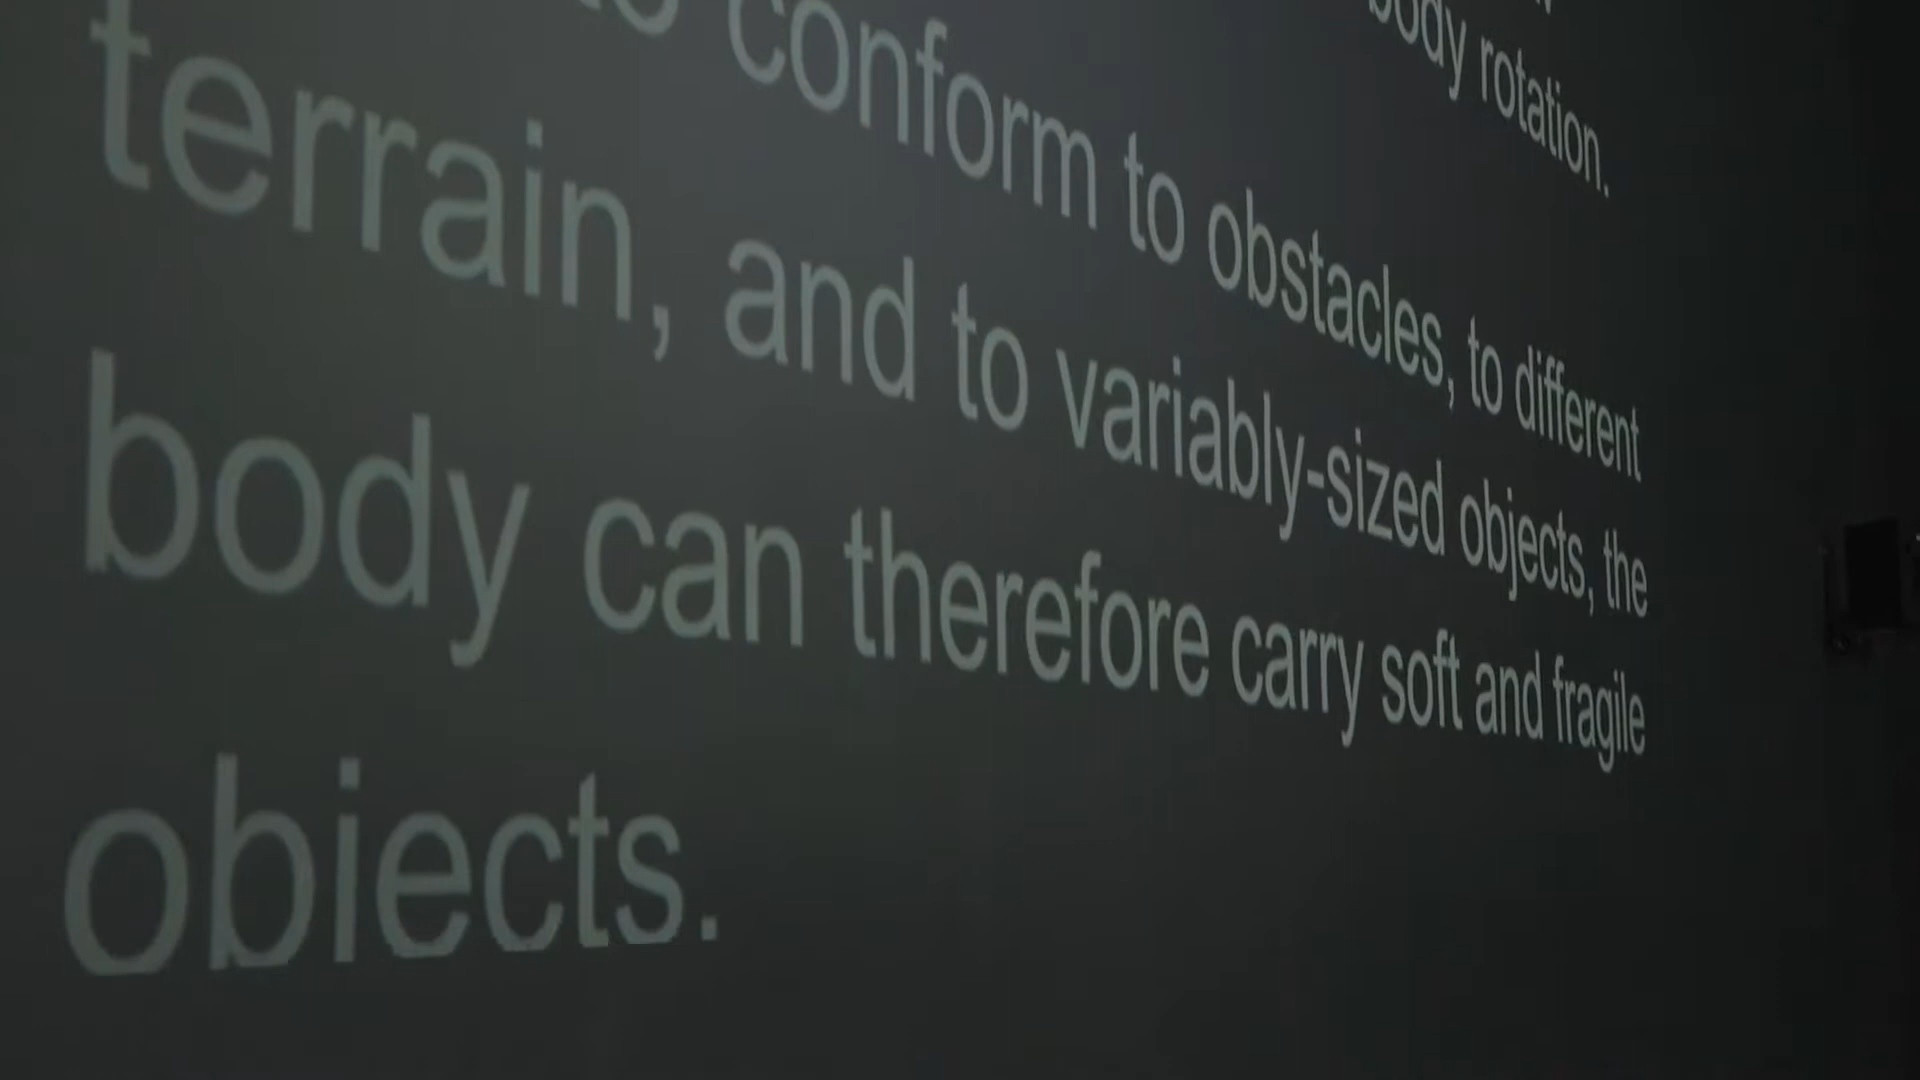 body rotation.
conform to obstacles, to different
terrain, and to variably-sized objects, the
body can therefore carry soft and fragile
objects.